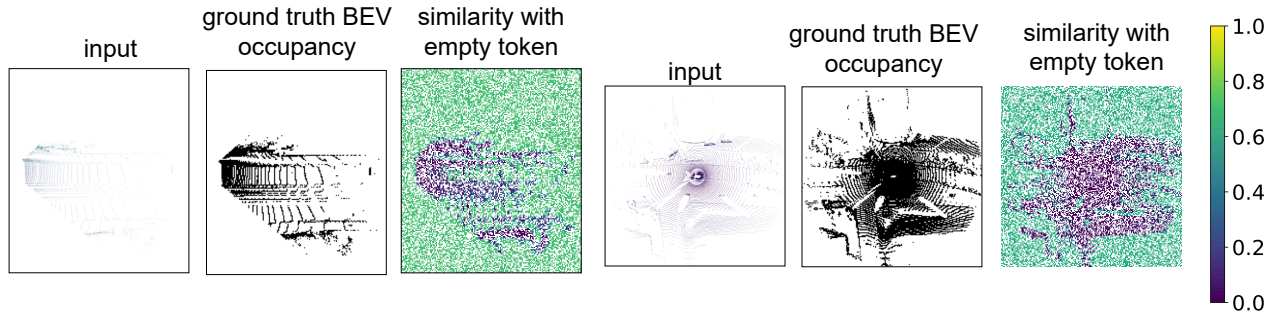 input
ground truth BEV
occupancy
similarity with
empty token
input
ground truth BEV
occupancy
similarity with
empty token
1.0
0.8
0.6
0.4
0.2
0.0